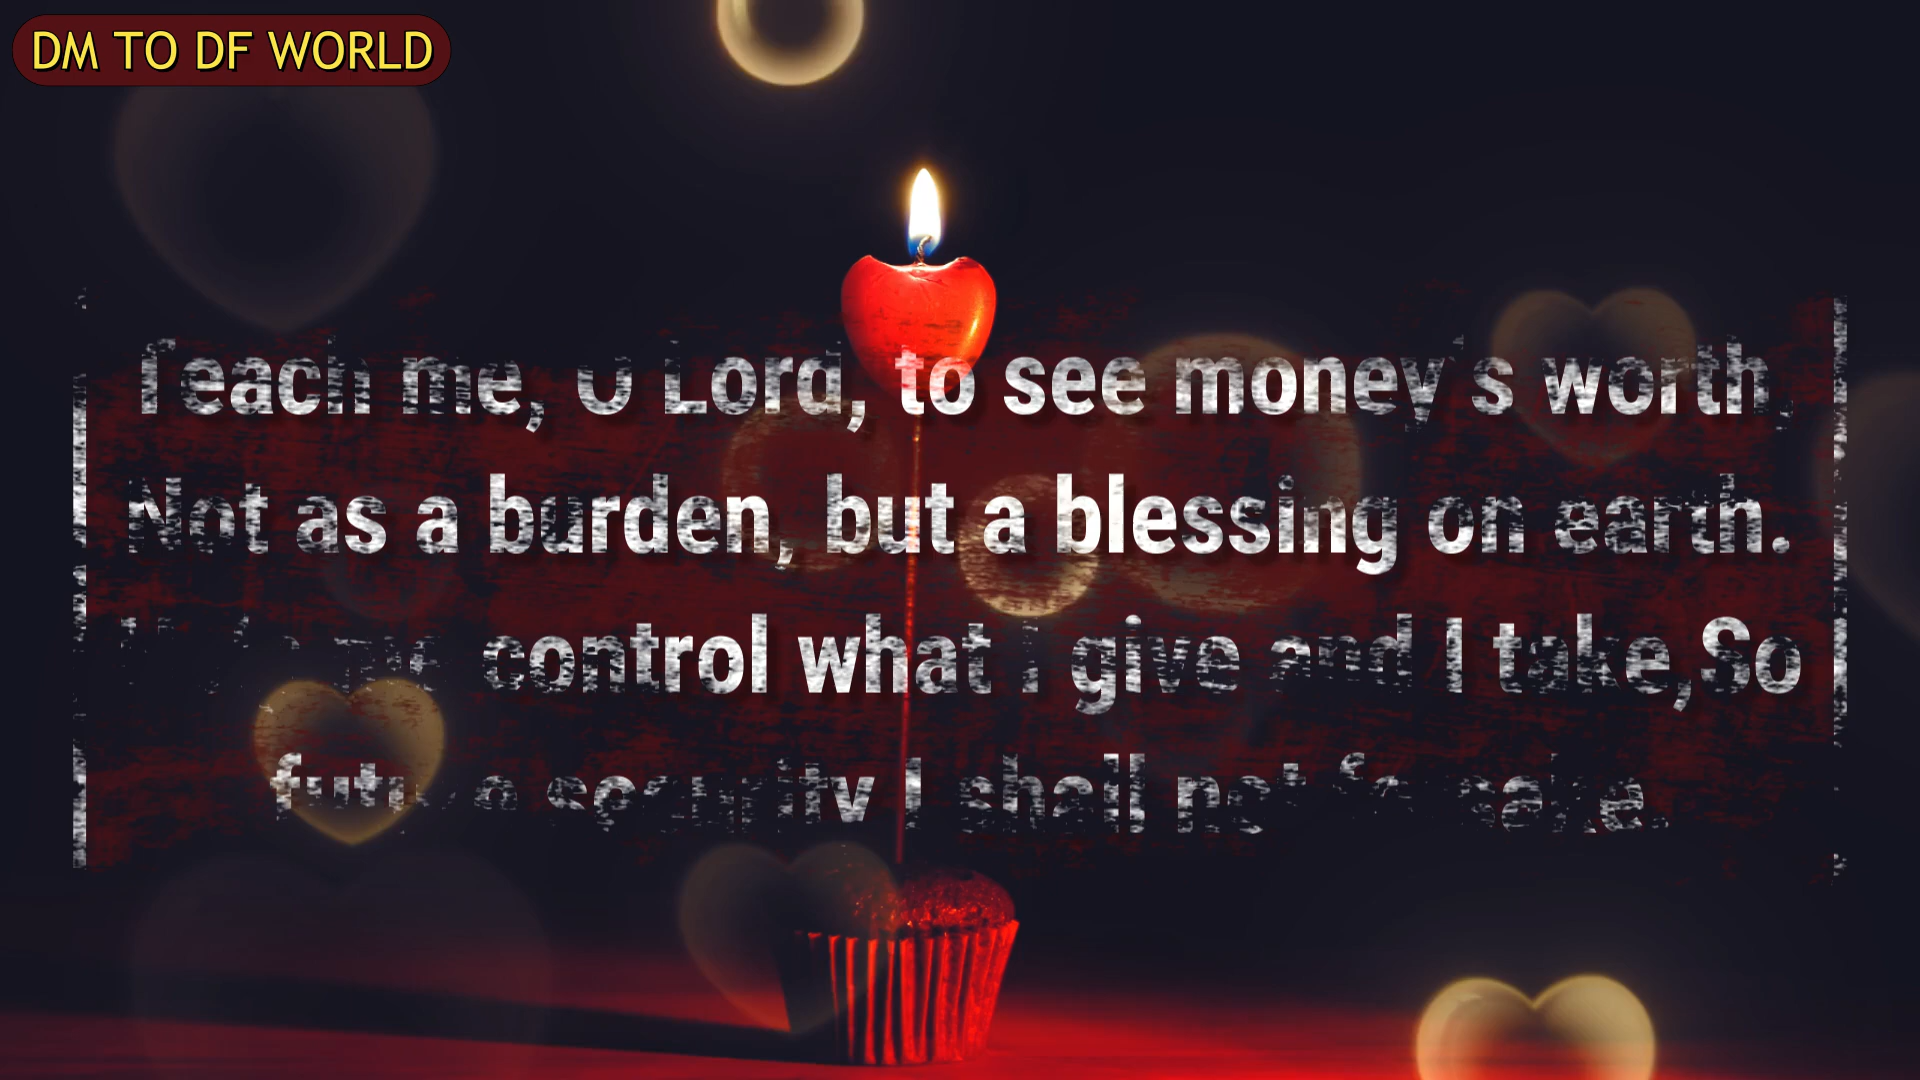 DM TO DF WORLD
Teach me, O Lord, to see money's worth,
Not as a burden, but a blessing on earth.
me control what I give and I take,So
future security I shall not forsake.